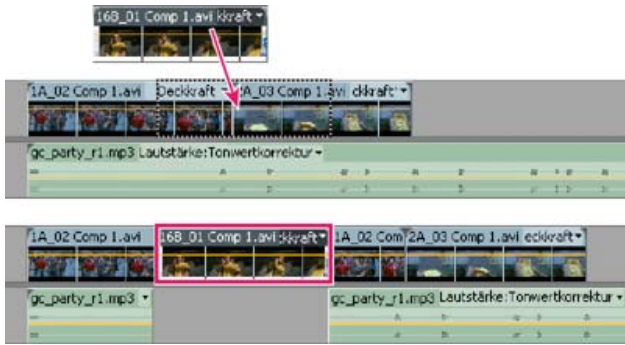 16B_01 Comp 1.avi kkraft
1A_02 Comp 1.avi Deckkraft 2A_03 Comp 1.avi ckkraft
gc_party_r1.mp3 Lautstärke:Tonwertkorrektur
1A_02 Comp 1.avi 16B_01 Comp 1.avi :kkraft 1A_02 Com 2A_03 Comp 1.avi eckkraft
gc_party_r1.mp3 gc_party_r1.mp3 Lautstärke:Tonwertkorrektur